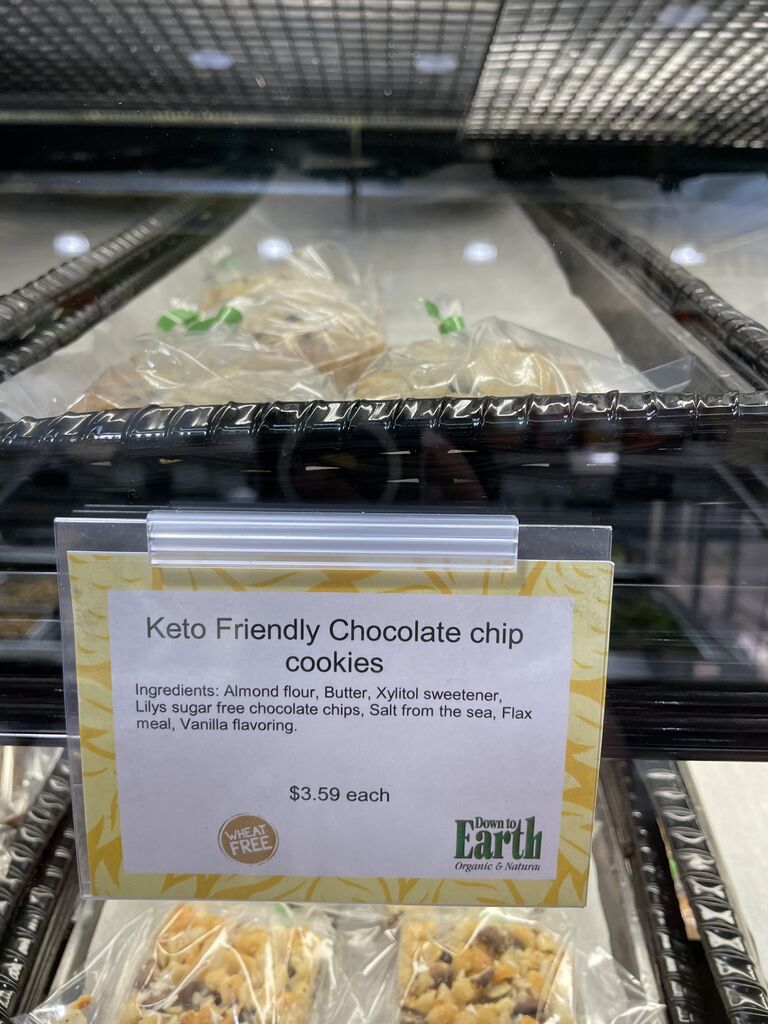 Keto Friendly Chocolate chip
cookies
Ingredients: Almond flour, Butter, Xylitol sweetener,
Lilys sugar free chocolate chips, Salt from the sea, Flax
meal, Vanilla flavoring.
$3.59 each
WHEAT
FREE
Down to
Earth
Organic & Natural